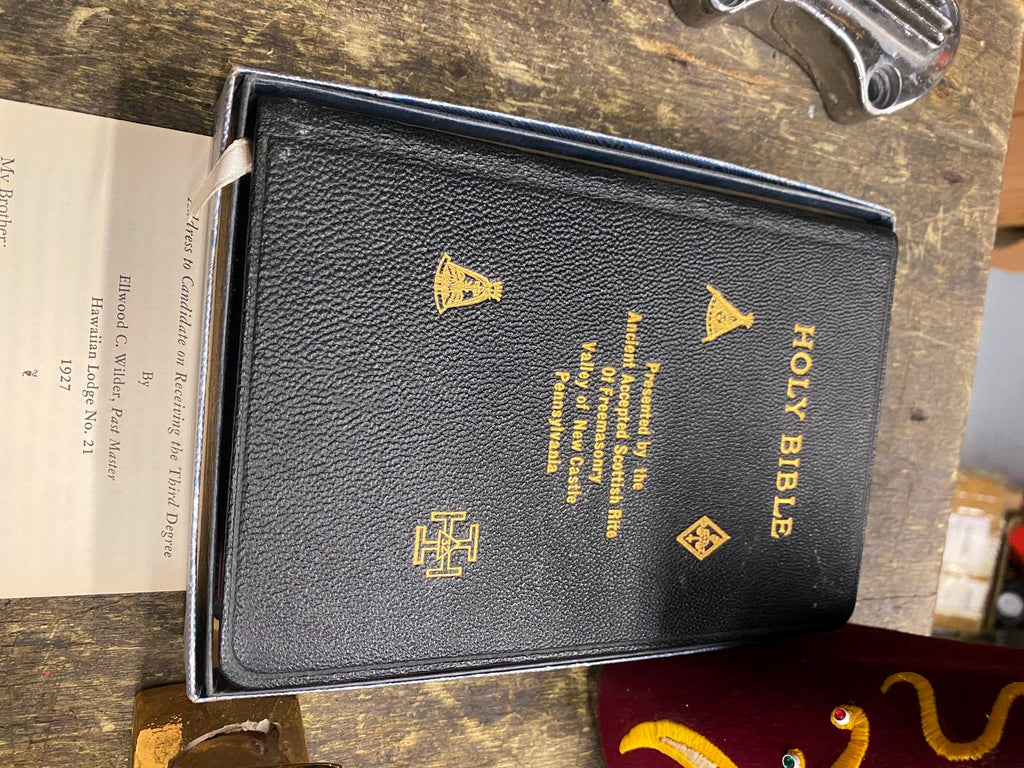 HOLY BIBLE
Presented by the
Ancient Accepted Scottish Rite
Of Freemasonry
Valley of New Castle
Pennsylvania
Address to Candidate on Receiving the Third Degree
By
Ellwood C. Wilder, Past Master
Hawaiian Lodge No. 21
1927
My Brother: